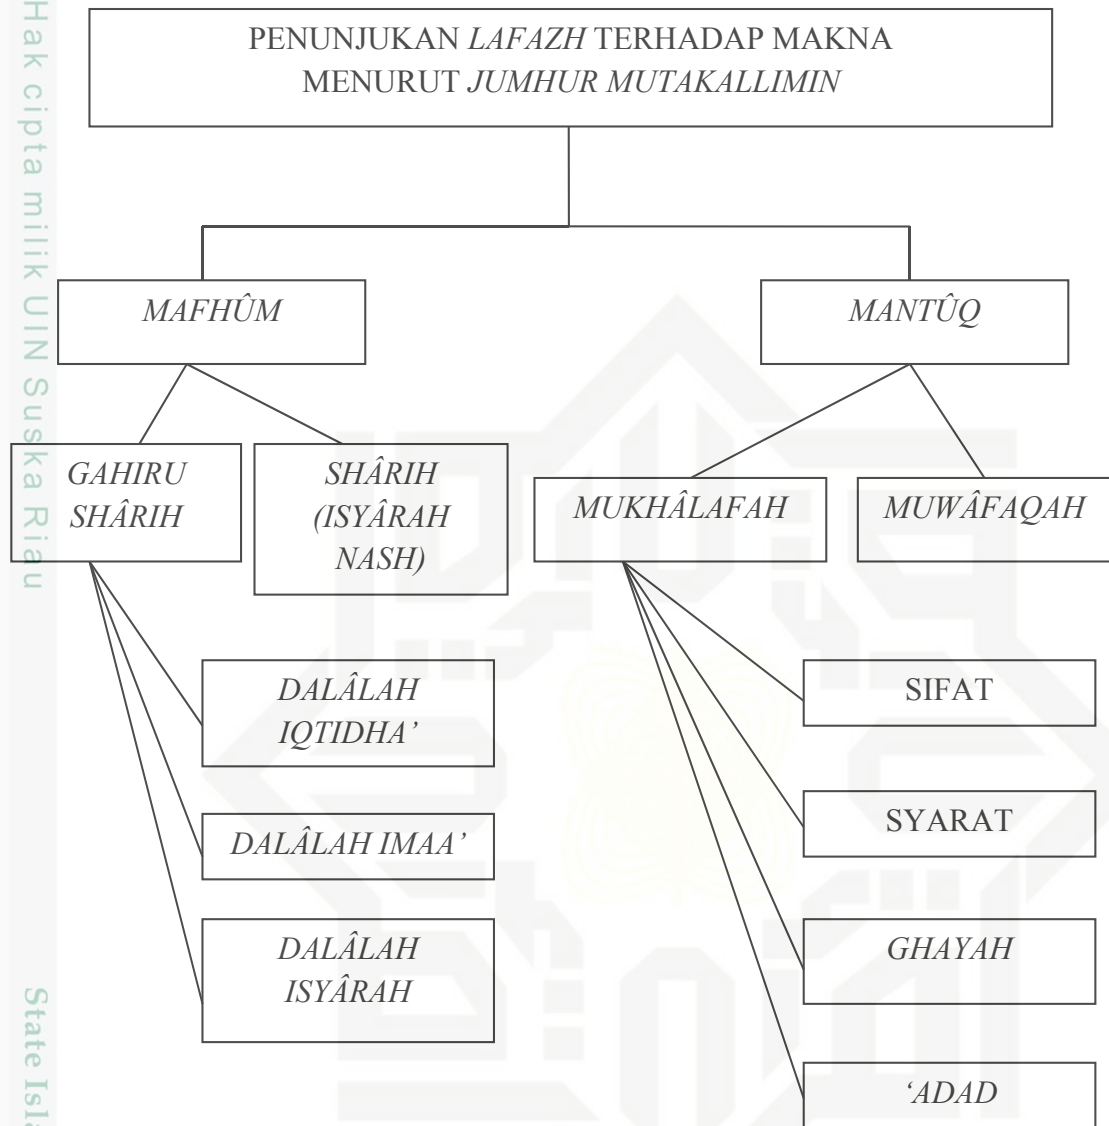 PENUNJUKAN LAFAZH TERHADAP MAKNA
MENURUT JUMHUR MUTAKALLIMIN
MAFHÛM
MANTÛQ
GAHIRU
SHÂRIH
SHÂRIH
(ISYÂRAH
NASH)
MUKHÂLAFAH
MUWÂFAQAH
DALÂLAH
IQTIDHA’
SIFAT
DALÂLAH IMAA’
SYARAT
DALÂLAH
ISYÂRAH
GHAYAH
‘ADAD
Hak cipta milik UIN Suska Riau
State Isla